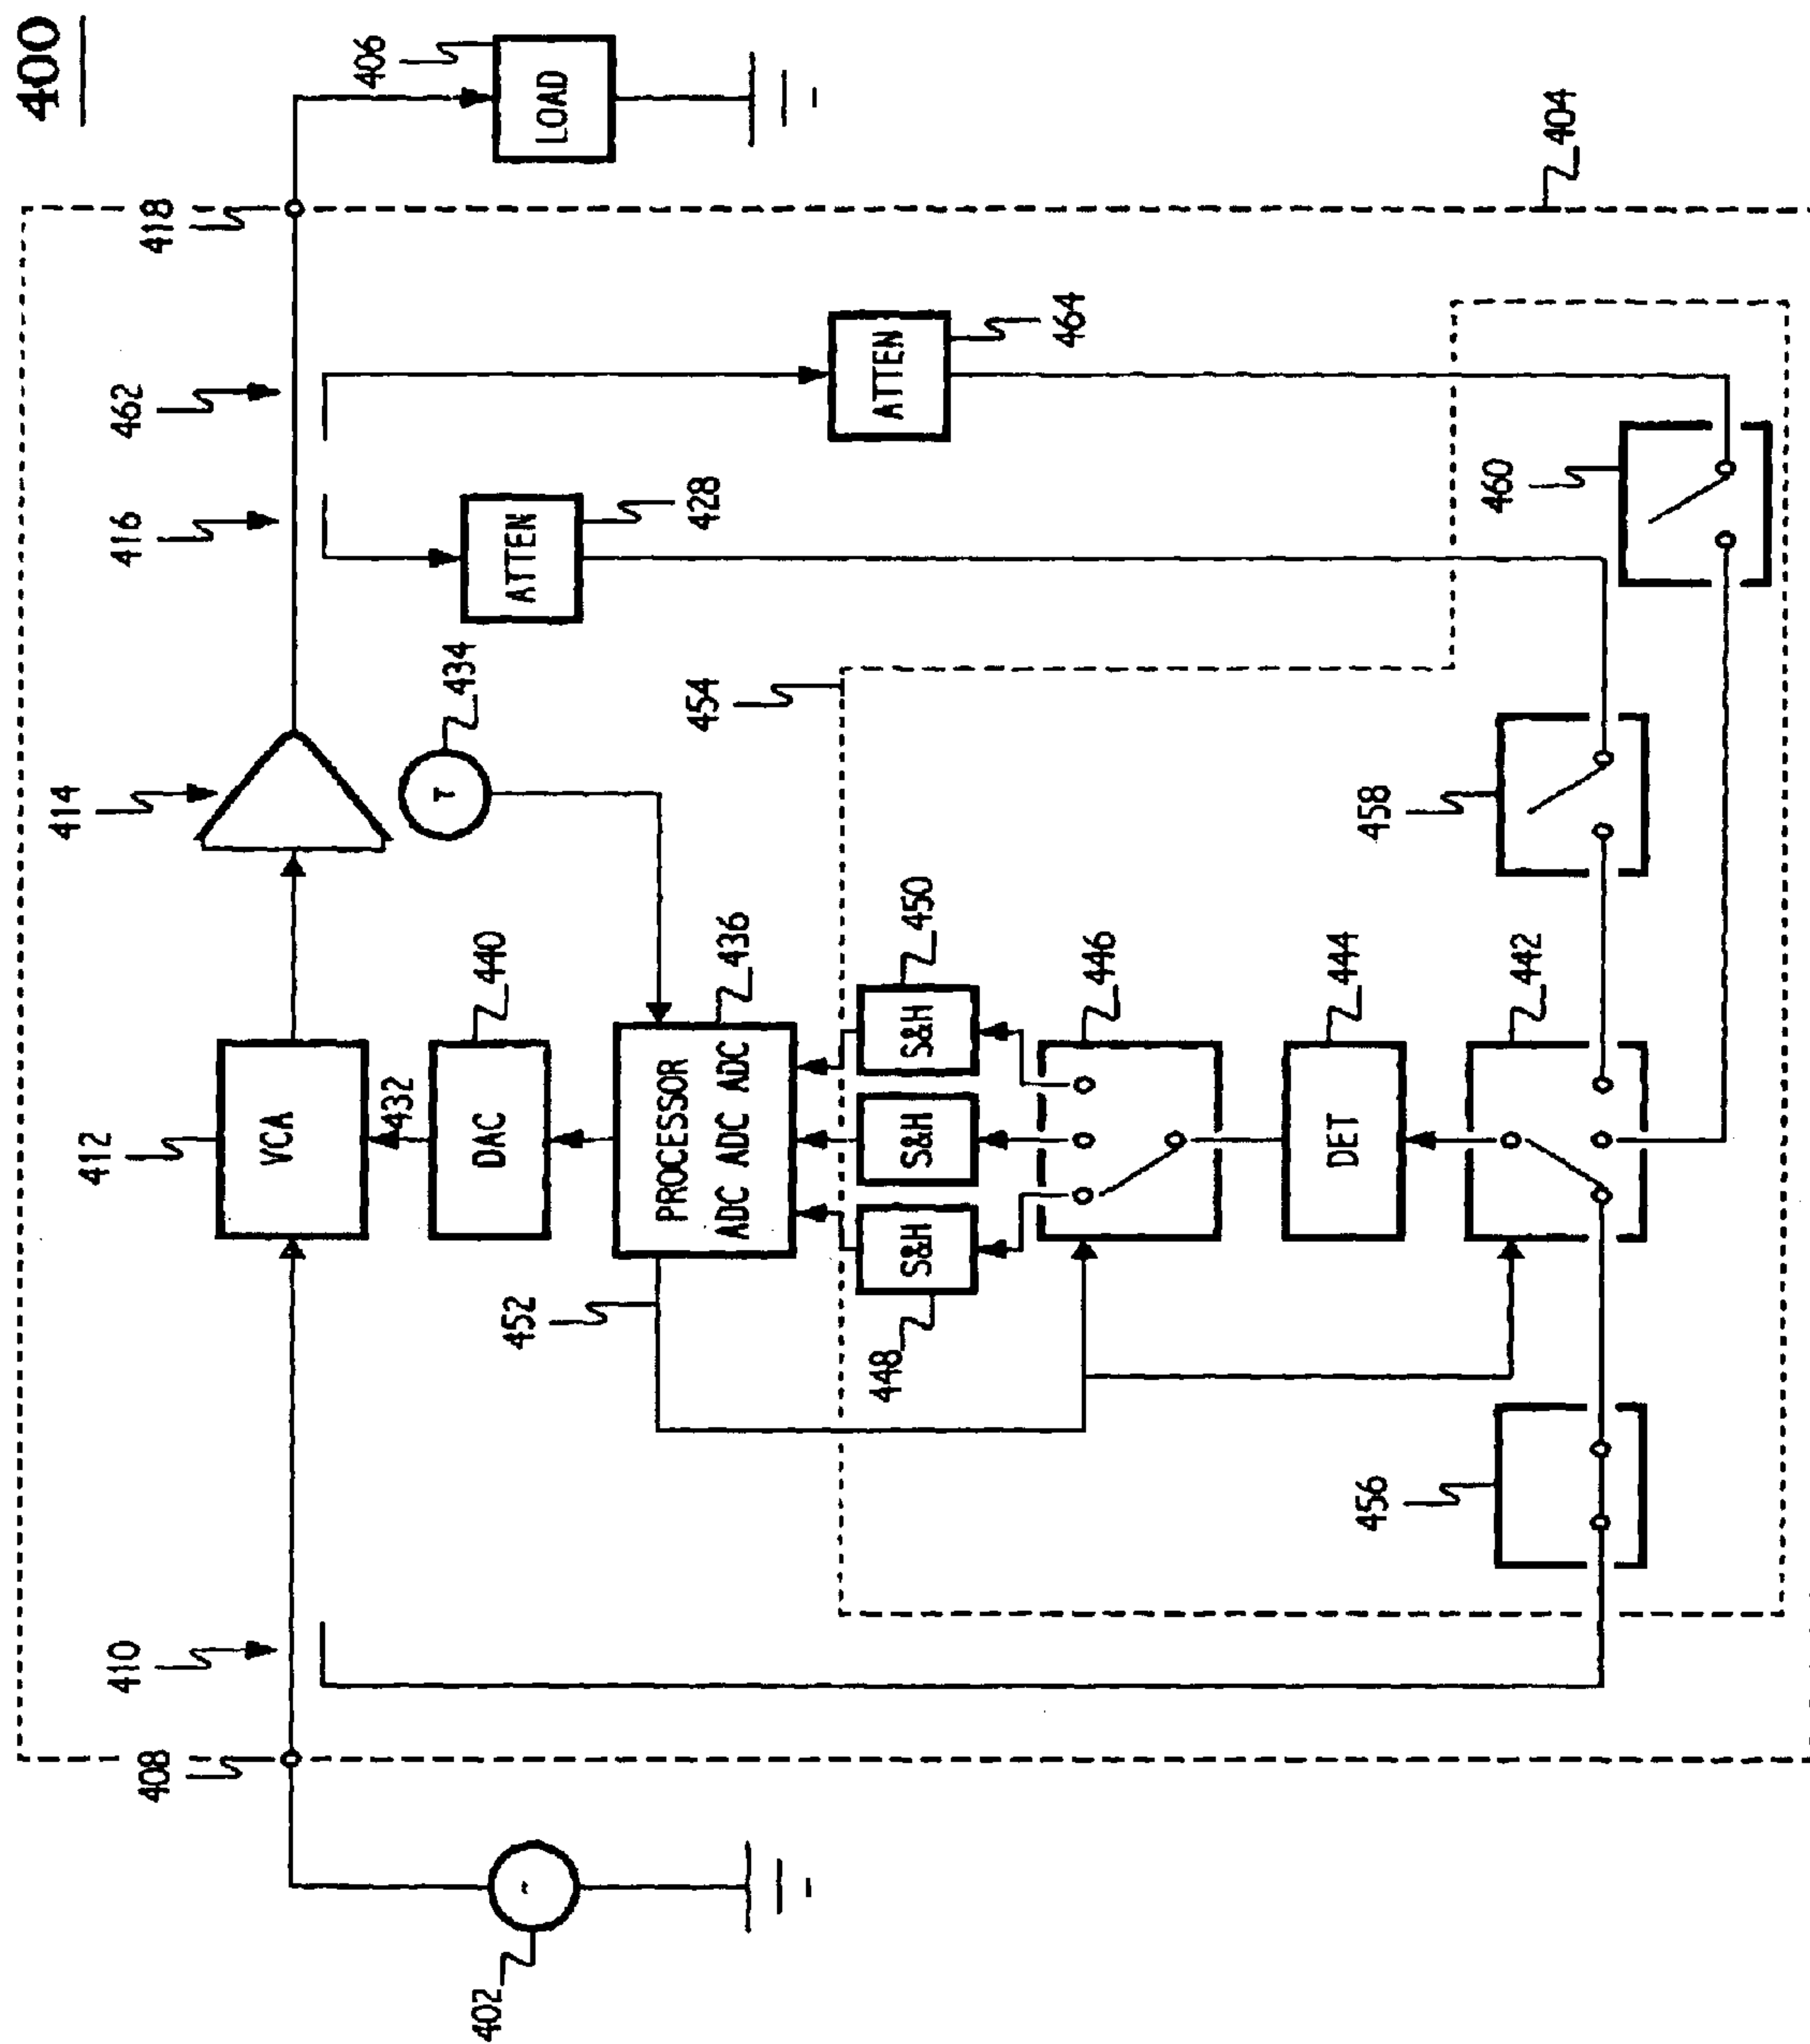 400
414
416
462
418
412
VCA
432
440
DAC
434
T
406
LOAD
410
408
452
PROCESSOR
ADC ADC ADC
436
ATTEN
428
ATTEN
464
454
402
~
448
S&H
S&H
S&H
450
446
444
DET
442
456
458
460
404